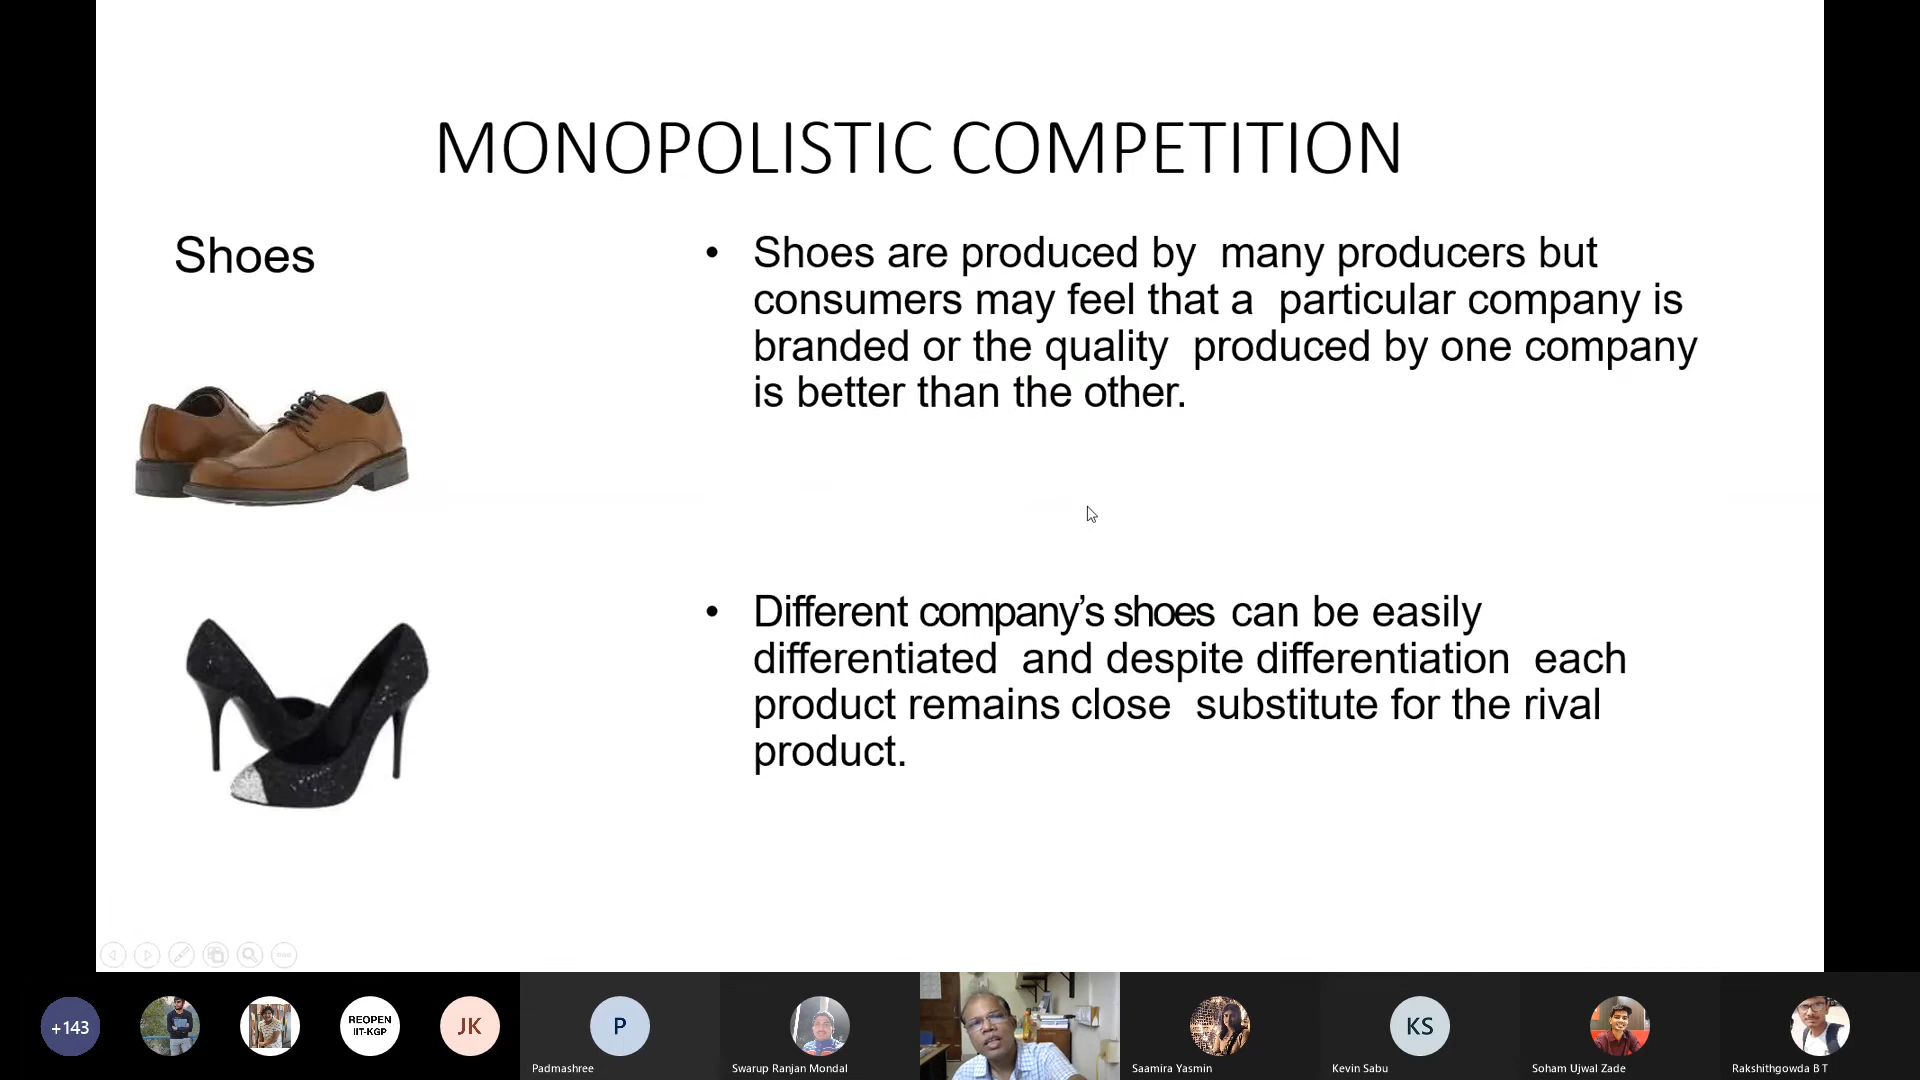 MONOPOLISTIC COMPETITION
Shoes
• Shoes are produced by many producers but
consumers may feel that a particular company is
branded or the quality produced by one company
is better than the other.
• Different company’s shoes can be easily
differentiated and despite differentiation each
product remains close substitute for the rival
product.
+143
REOPEN
IIT-KGP
JK
P
Padmashree
Swarup Ranjan Mondal
Saamira Yasmin
KS
Kevin Sabu
Soham Ujwal Zade
Rakshithgowda B T